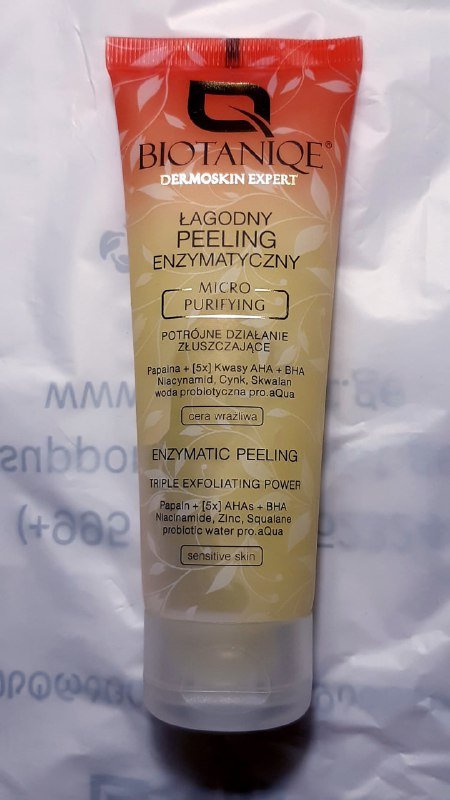 BIOTANIQE®
DERMOSKIN EXPERT
ŁAGODNY
PEELING
ENZYMATYCZNY
MICRO
PURIFYING
POTRÓJNE DZIAŁANIE
ZŁUSZCZAJĄCE
Papaina + [5x] Kwasy AHA + BHA
Niacynamid, Cynk, Skwalan
woda probiotyczna pro.aQua
cera wrażliwa
ENZYMATIC PEELING
TRIPLE EXFOLIATING POWER
Papain + [5x] AHAs + BHA
Niacinamide, Zinc, Squalane
probiotic water pro.aQua
sensitive skin
www
(+995